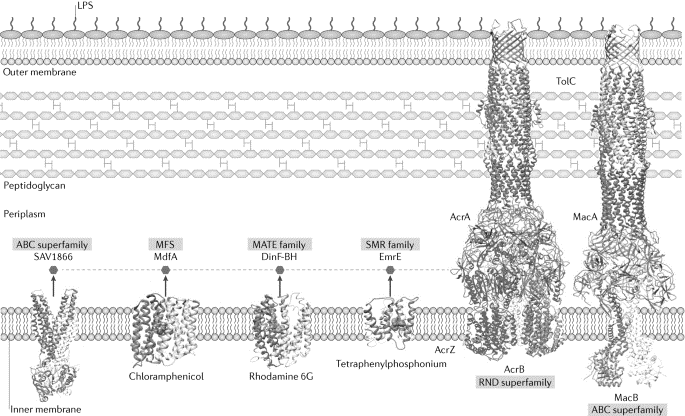 LPS
Outer membrane
TolC
Peptidoglycan
Periplasm
AcrA
MacA
ABC superfamily
SAV1866
MFS
MdfA
MATE family
DinF-BH
SMR family
EmrE
AcrZ
Tetraphenylphosphonium
Chloramphenicol
Rhodamine 6G
AcrB
RND superfamily
MacB
ABC superfamily
Inner membrane